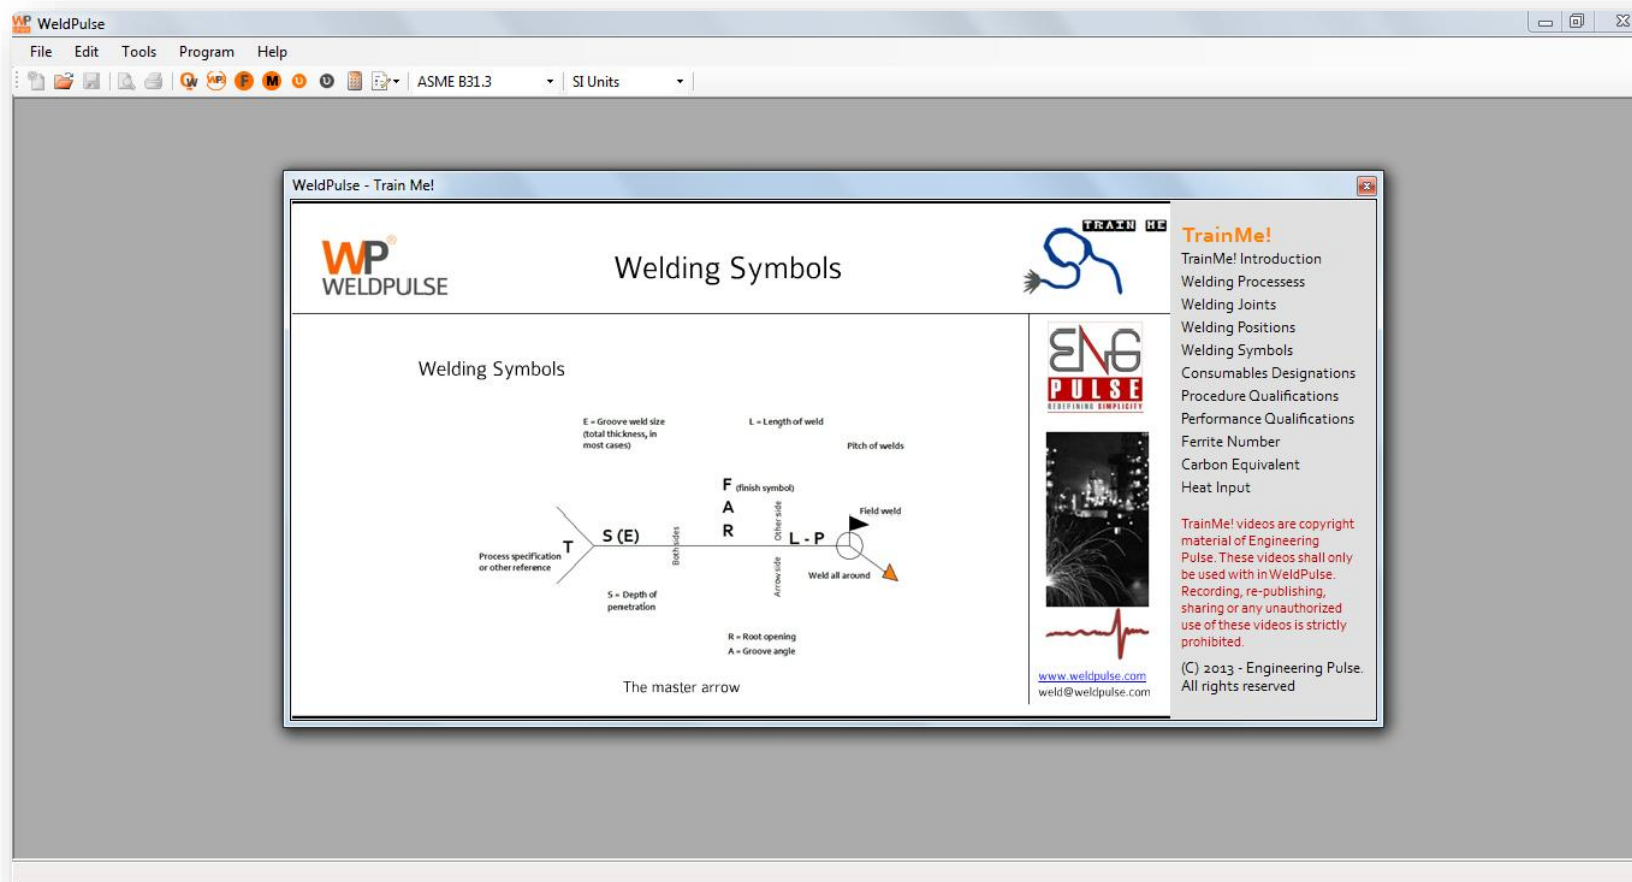 WP
WeldPulse
File Edit Tools Program Help
QW WPS F M ASME B31.3 SI Units
WeldPulse - Train Me!
TRAIN ME
WP®
WELDPULSE
Welding Symbols
Welding Symbols
E = Groove weld size
(total thickness, in
most cases)
L = Length of weld
Pitch of welds
F (finish symbol)
A
R
S (E)
Both sides
Other side
L - P
Field weld
T
Process specification
or other reference
Arrow side
Weld all around
S = Depth of
penetration
R = Root opening
A = Groove angle
The master arrow
ENG
PULSE
REDEFINING SIMPLICITY
www.weldpulse.com
weld@weldpulse.com
TrainMe!
TrainMe! Introduction
Welding Processess
Welding Joints
Welding Positions
Welding Symbols
Consumables Designations
Procedure Qualifications
Performance Qualifications
Ferrite Number
Carbon Equivalent
Heat Input
TrainMe! videos are copyright
material of Engineering
Pulse. These videos shall only
be used with in WeldPulse.
Recording, re-publishing,
sharing or any unauthorized
use of these videos is strictly
prohibited.
(C) 2013 - Engineering Pulse.
All rights reserved